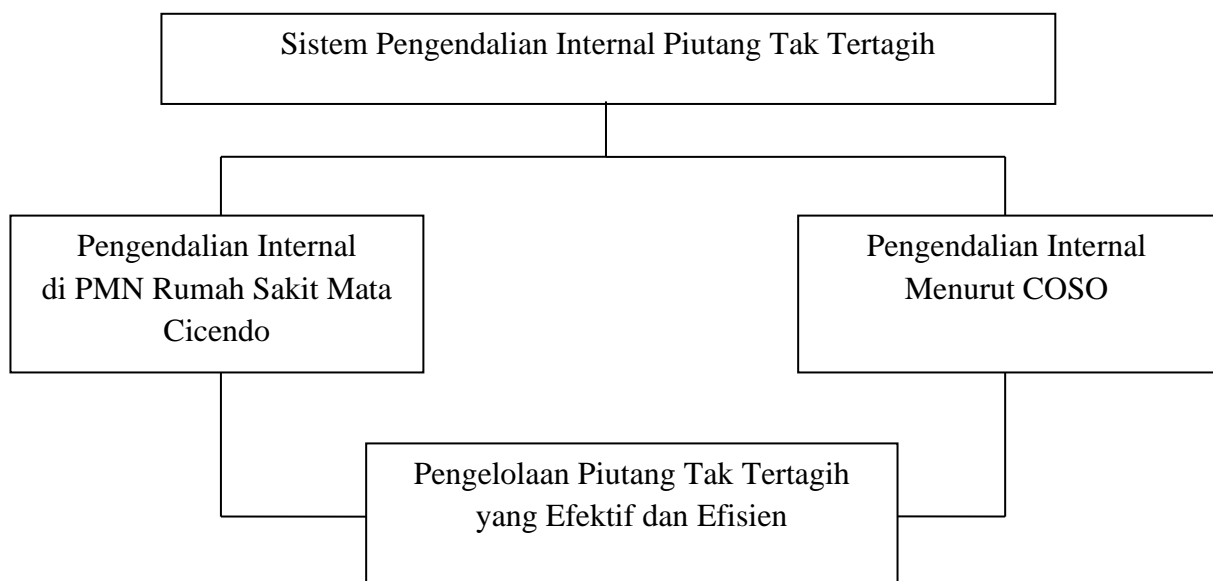 Sistem Pengendalian Internal Piutang Tak Tertagih
Pengendalian Internal
di PMN Rumah Sakit Mata
Cicendo
Pengendalian Internal
Menurut COSO
Pengelolaan Piutang Tak Tertagih
yang Efektif dan Efisien